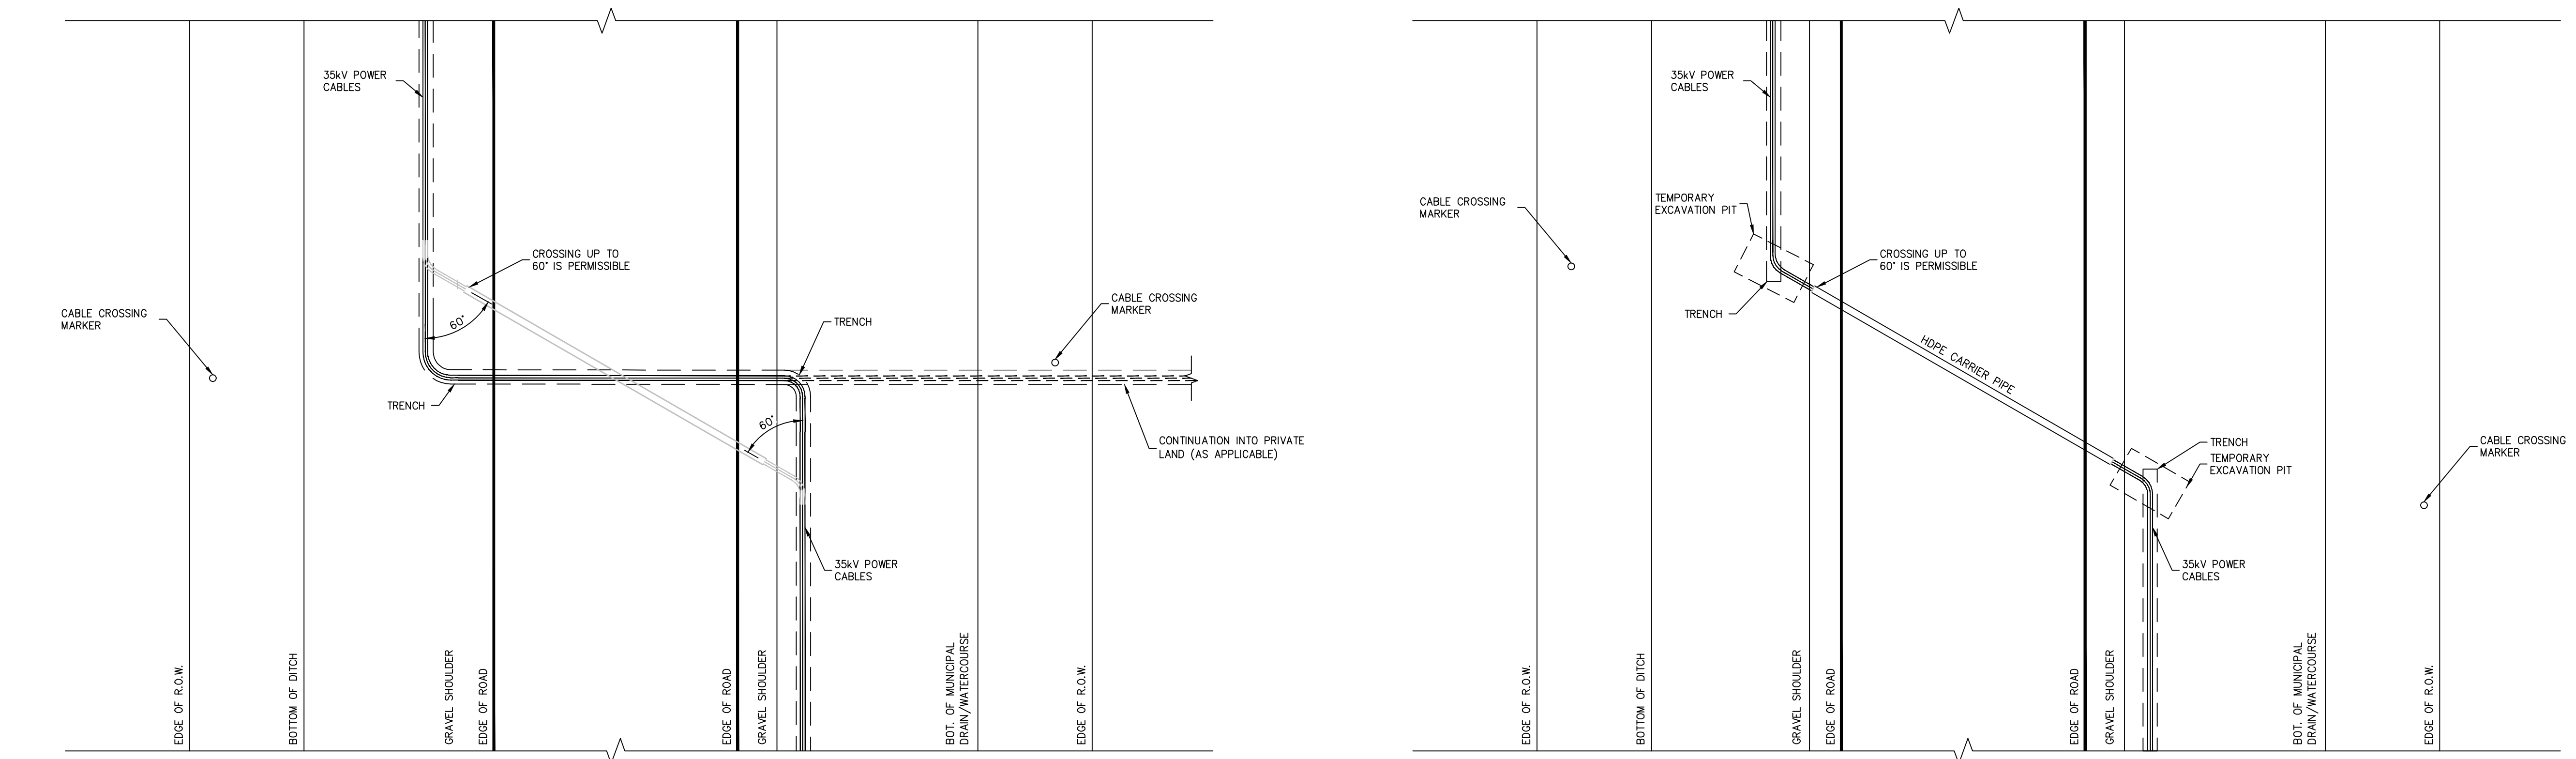 35kV POWER
CABLES
CROSSING UP TO
60° IS PERMISSIBLE
CABLE CROSSING
MARKER
60°
TRENCH
CABLE CROSSING
MARKER
TRENCH
60°
CONTINUATION INTO PRIVATE
LAND (AS APPLICABLE)
35kV POWER
CABLES
EDGE OF R.O.W.
BOTTOM OF DITCH
GRAVEL SHOULDER
EDGE OF ROAD
EDGE OF ROAD
GRAVEL SHOULDER
BOT. OF MUNICIPAL
DRAIN/WATERCOURSE
EDGE OF R.O.W.
35kV POWER
CABLES
CABLE CROSSING
MARKER
TEMPORARY
EXCAVATION PIT
CROSSING UP TO
60° IS PERMISSIBLE
TRENCH
HDPE CARRIER PIPE
TRENCH
TEMPORARY
EXCAVATION PIT
CABLE CROSSING
MARKER
35kV POWER
CABLES
EDGE OF R.O.W.
BOTTOM OF DITCH
GRAVEL SHOULDER
EDGE OF ROAD
EDGE OF ROAD
GRAVEL SHOULDER
BOT. OF MUNICIPAL
DRAIN/WATERCOURSE
EDGE OF R.O.W.